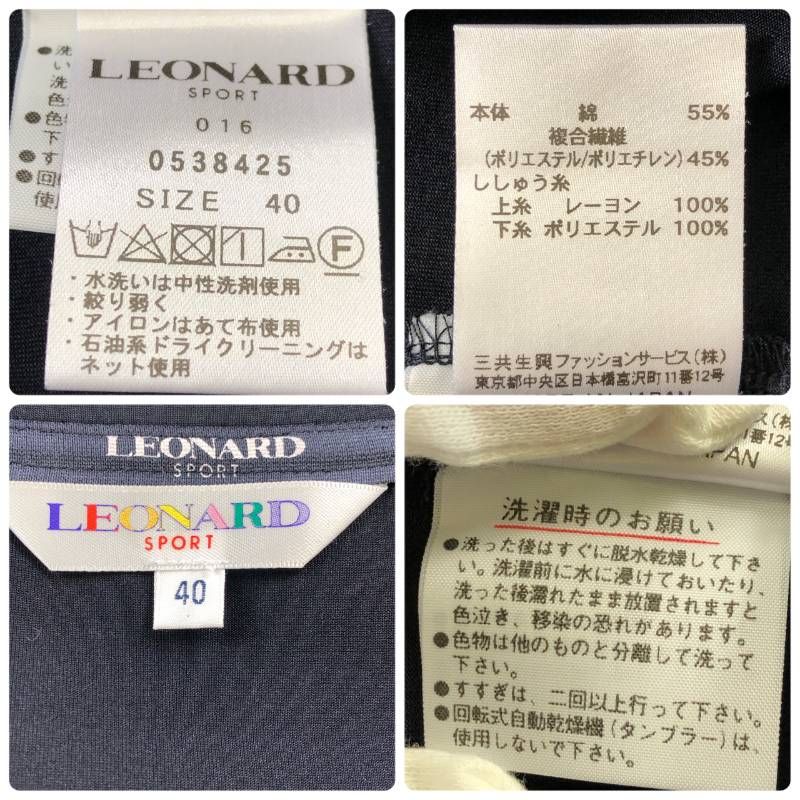 LEONARD
SPORT
016
0538425
SIZE 40
・水洗いは中性洗剤使用
・絞り弱く
・アイロンはあて布使用
・石油系ドライクリーニングは
ネット使用
本体 綿 55%
複合繊維
(ポリエステル/ポリエチレン)45%
ししゅう糸
上糸 レーヨン 100%
下糸 ポリエステル 100%
三共生興ファッションサービス(株)
東京都中央区日本橋富沢町11番12号
LEONARD
SPORT
LEONARD
SPORT
40
ス(株)
番12号
PAN
洗濯時のお願い
●洗った後はすぐに脱水乾燥して下さ
い。洗濯前に水に浸けておいたり、
洗った後濡れたまま放置されますと
色泣き、移染の恐れがあります。
●色物は他のものと分離して洗って
下さい。
●すすぎは、二回以上行って下さい。
●回転式自動乾燥機(タンブラー)は、
使用しないで下さい。